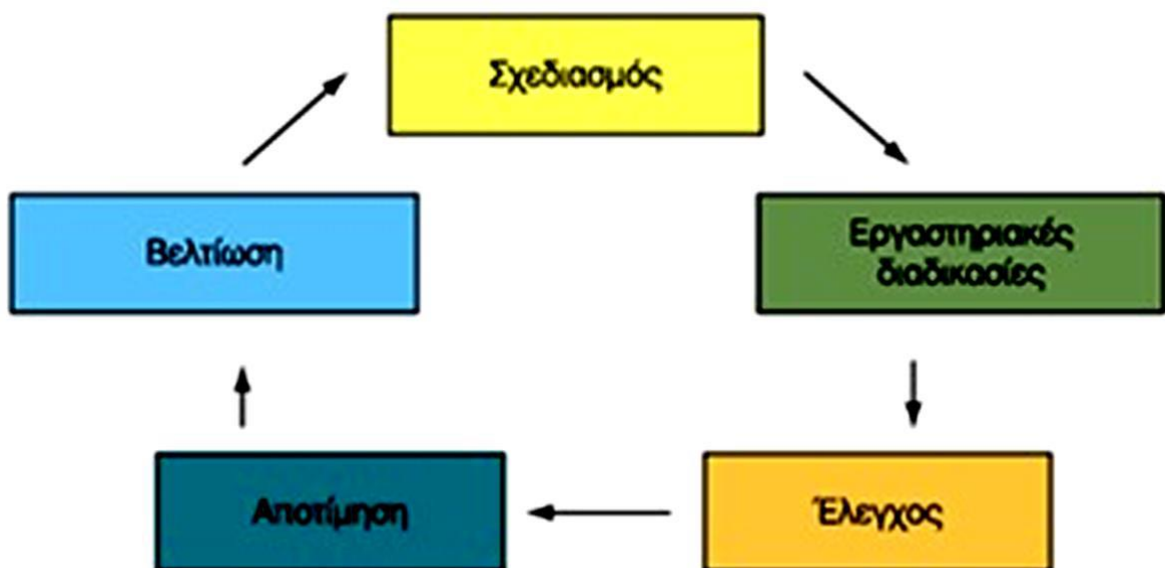 Σχεδιασμός
Εργαστηριακές
διαδικασίες
Έλεγχος
Αποτίμηση
Βελτίωση